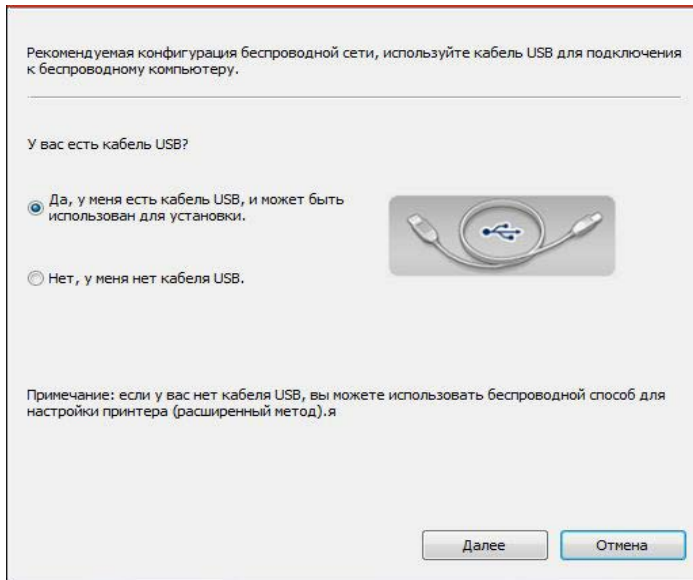 Рекомендуемая конфигурация беспроводной сети, используйте кабель USB для подключения
к беспроводному компьютеру.
У вас есть кабель USB?
Да, у меня есть кабель USB, и может быть
использован для установки.
Нет, у меня нет кабеля USB.
Примечание: если у вас нет кабеля USB, вы можете использовать беспроводной способ для
настройки принтера (расширенный метод).я
Далее
Отмена